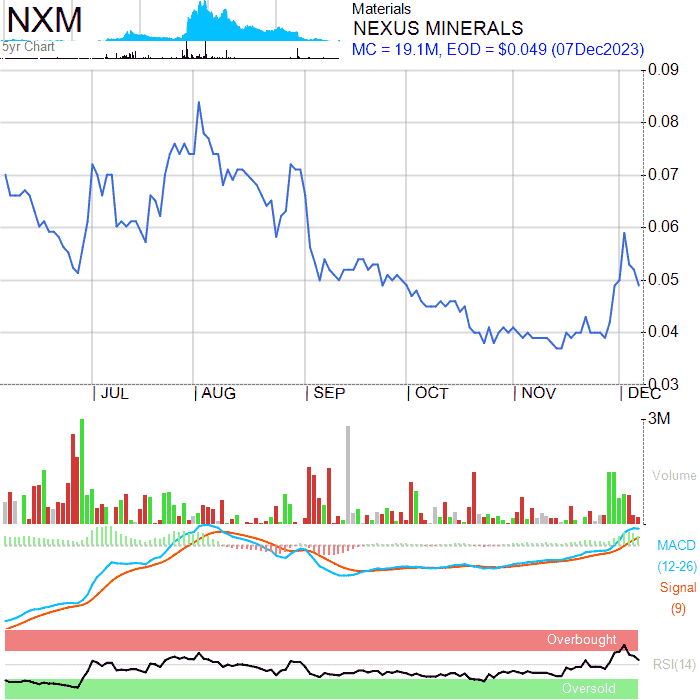 NXM
5yr Chart
Materials
NEXUS MINERALS
MC = 19.1M, EOD = $0.049 (07Dec2023)
0.09
0.08
0.07
0.06
0.05
0.04
0.03
JUL AUG SEP OCT NOV DEC
3M
Volume
MACD
(12-26)
Signal
(9)
Overbought
RSI(14)
Oversold